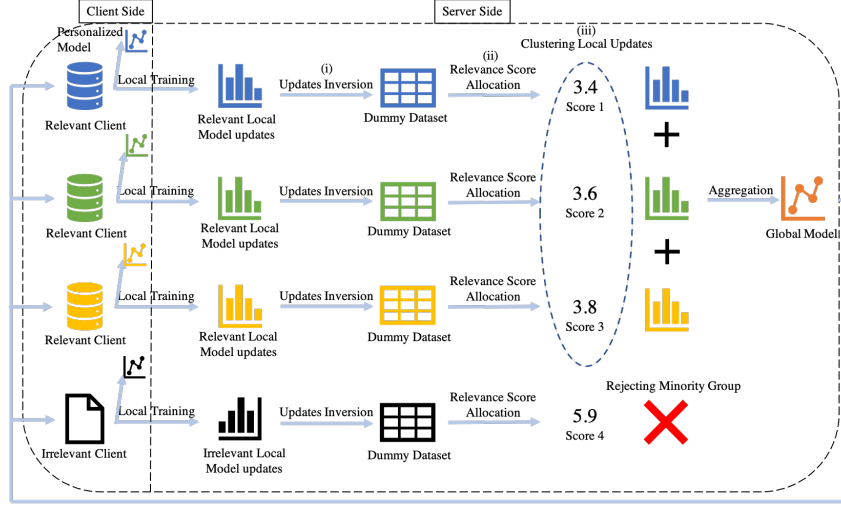 Client Side
Server Side
Personalized
Model
(i)
(ii)
(iii)
Clustering Local Updates
Local Training
Updates Inversion
Relevance Score
Allocation
3.4
Score 1
Relevant Client
Relevant Local
Model updates
Dummy Dataset
Local Training
Updates Inversion
Relevance Score
Allocation
3.6
Score 2
Aggregation
Relevant Client
Relevant Local
Model updates
Dummy Dataset
Global Model
Local Training
Updates Inversion
Relevance Score
Allocation
3.8
Score 3
Relevant Client
Relevant Local
Model updates
Dummy Dataset
Rejecting Minority Group
Local Training
Updates Inversion
Relevance Score
Allocation
5.9
Score 4
Irrelevant Client
Irrelevant Local
Model updates
Dummy Dataset